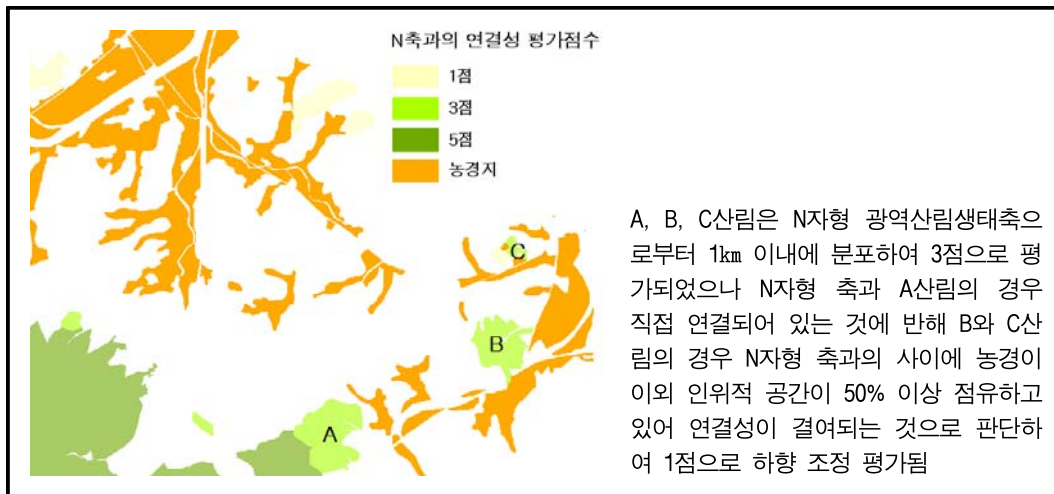 N축과의 연결성 평가점수
1점
3점
5점
농경지
C
B
A
A, B, C산림은 N자형 광역산림생태축으
로부터 1㎞ 이내에 분포하여 3점으로 평
가되었으나 N자형 축과 A산림의 경우
직접 연결되어 있는 것에 반해 B와 C산
림의 경우 N자형 축과의 사이에 농경이
이외 인위적 공간이 50% 이상 점유하고
있어 연결성이 결여되는 것으로 판단하
여 1점으로 하향 조정 평가됨